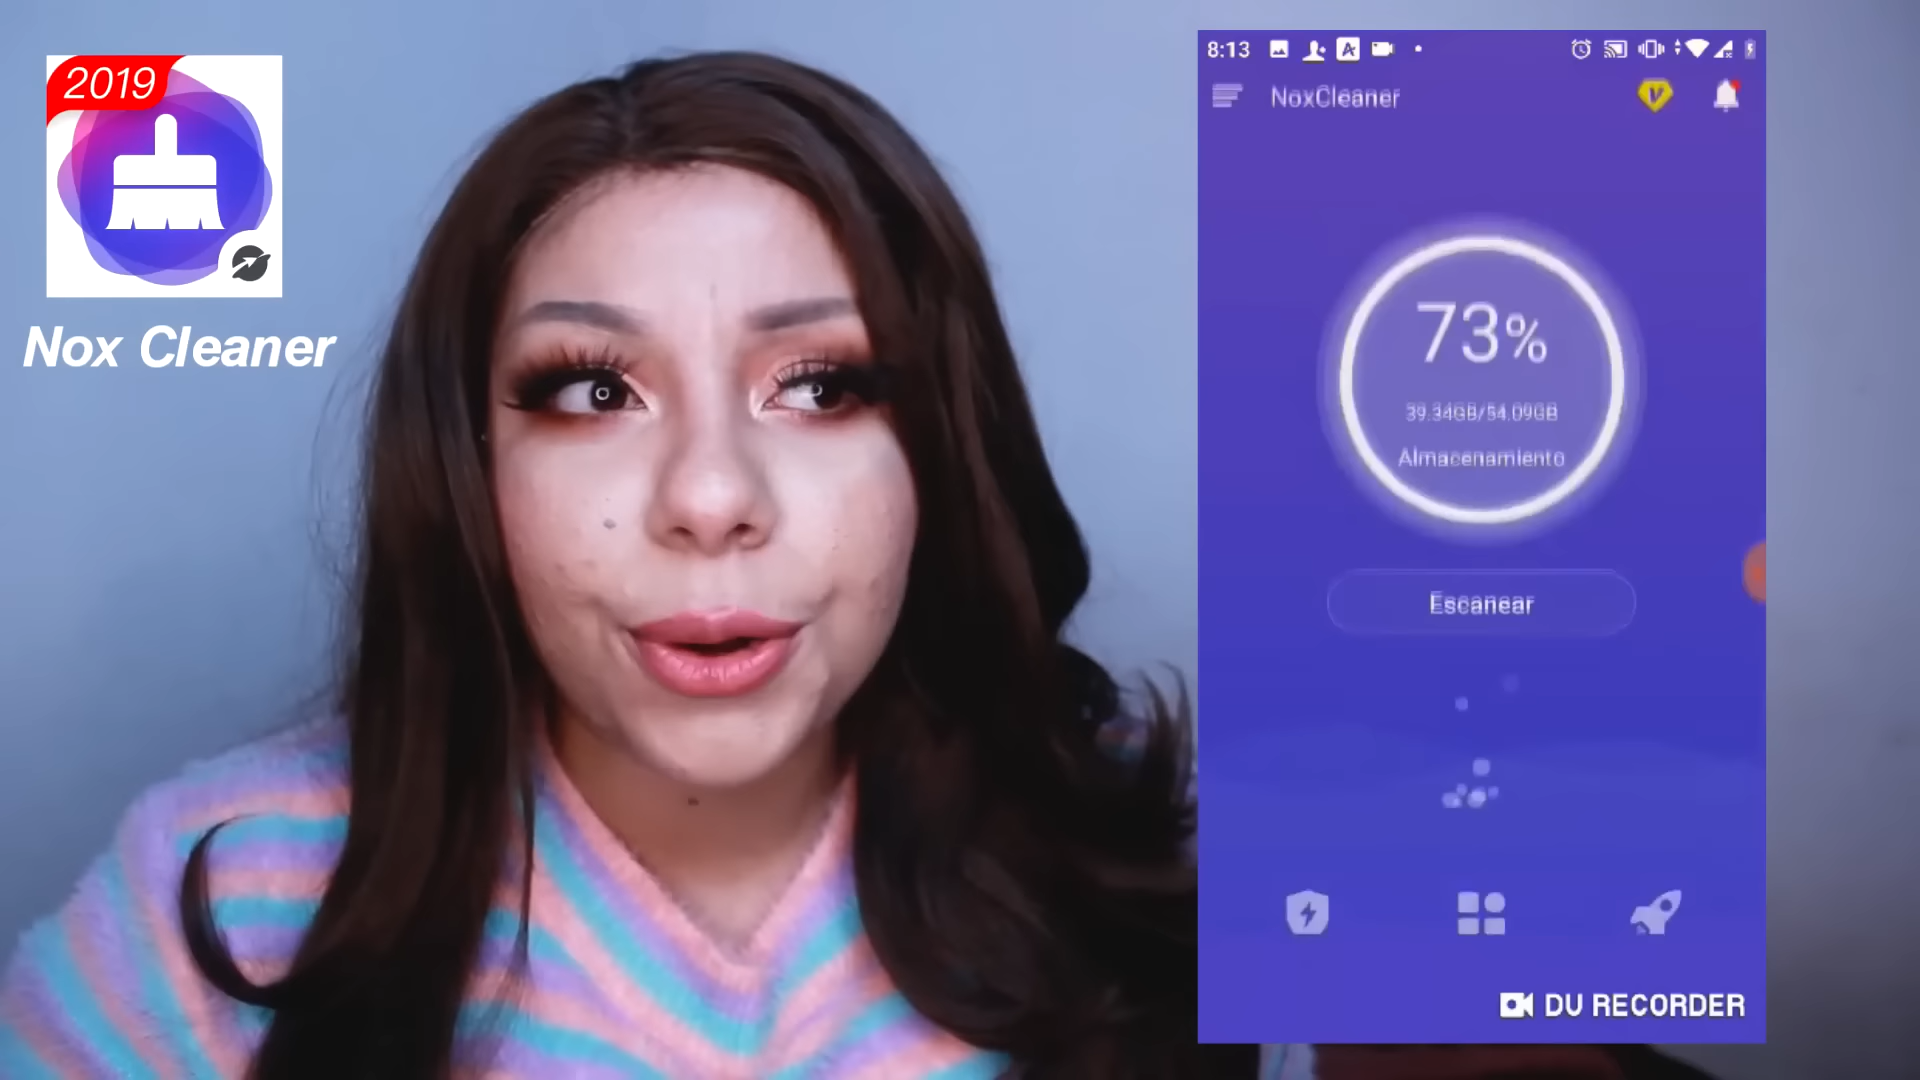 2019
Nox Cleaner
8:13
NoxCleaner
73%
39.34GB/54.09GB
Almacenamiento
Escanear
DU RECORDER